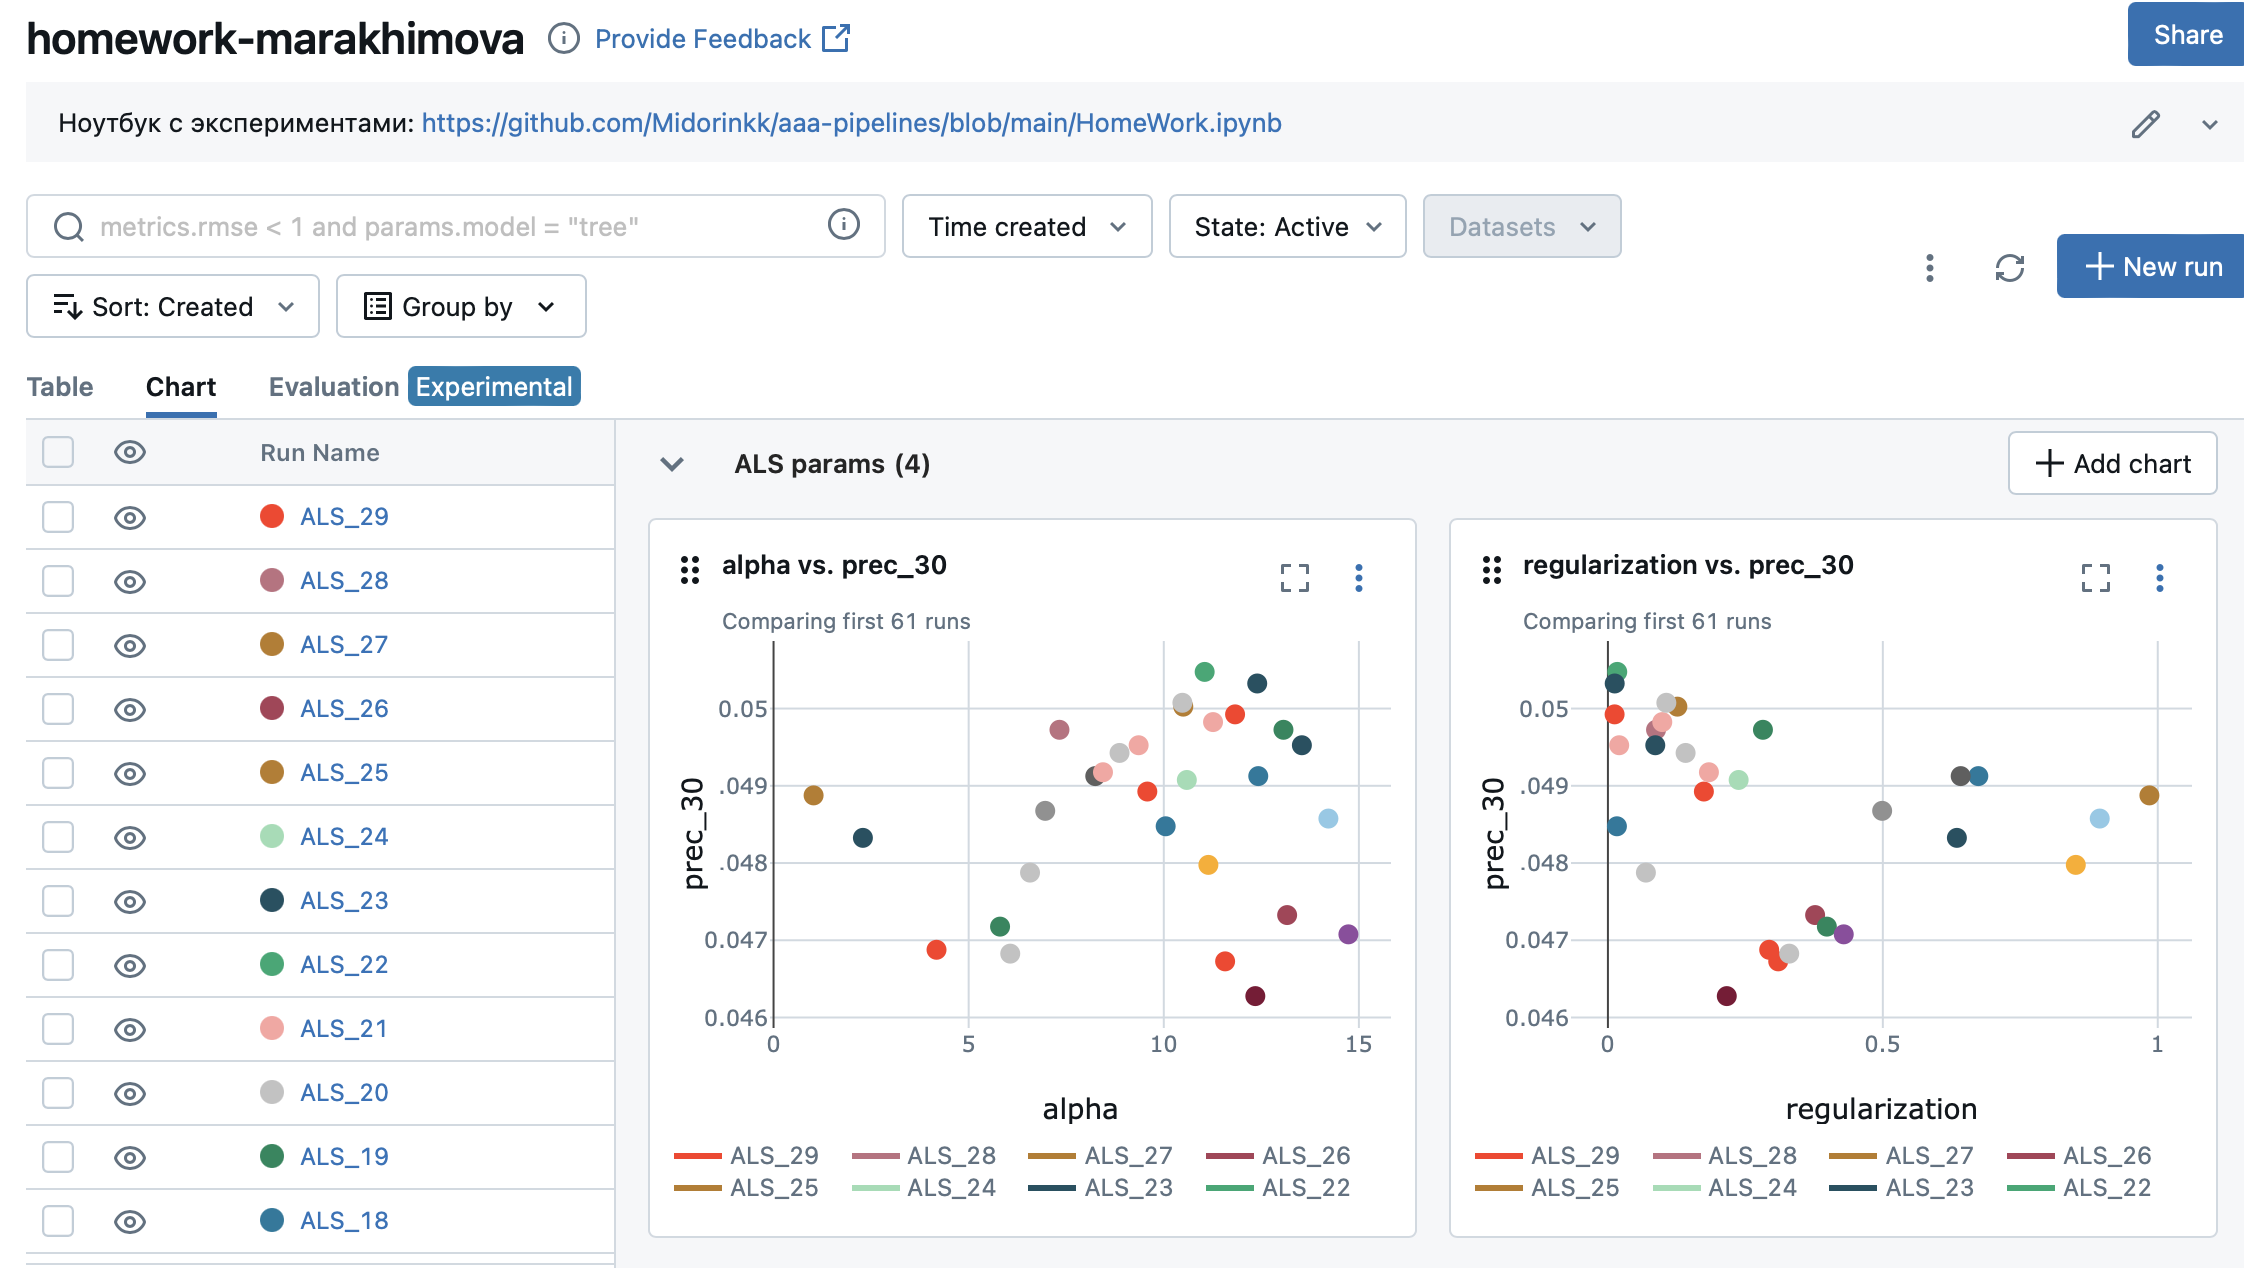 homework-marakhimova Provide Feedback Share
Ноутбук с экспериментами: https://github.com/Midorinkk/aaa-pipelines/blob/main/HomeWork.ipynb
metrics.rmse < 1 and params.model = "tree" Time created State: Active Datasets
+ New run
Sort: Created Group by
Table Chart Evaluation Experimental
Run Name
ALS_29
ALS_28
ALS_27
ALS_26
ALS_25
ALS_24
ALS_23
ALS_22
ALS_21
ALS_20
ALS_19
ALS_18
ALS params (4) + Add chart
alpha vs. prec_30
Comparing first 61 runs
prec_30
0.05
.049
.048
0.047
0.046
0 5 10 15
alpha
ALS_29 ALS_28 ALS_27 ALS_26
ALS_25 ALS_24 ALS_23 ALS_22
regularization vs. prec_30
Comparing first 61 runs
prec_30
0.05
.049
.048
0.047
0.046
0 0.5 1
regularization
ALS_29 ALS_28 ALS_27 ALS_26
ALS_25 ALS_24 ALS_23 ALS_22